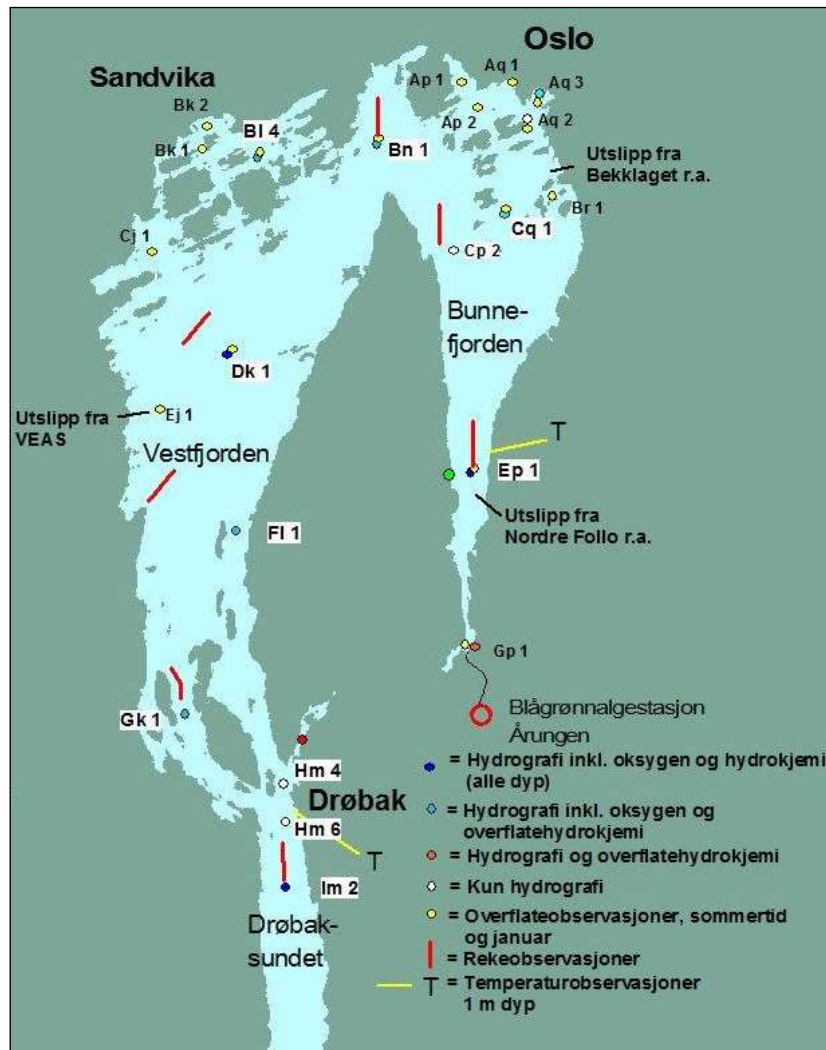 Oslo
Sandvika
Ap 1
Aq 1
Aq 3
Bk 2
Ap 2
Aq 2
Bl 4
Bk 1
Bn 1
Utslipp fra
Bekklaget r.a.
Br 1
Cq 1
Cj 1
Cp 2
Bunne-
fjorden
Dk 1
Utslipp fra
VEAS
Ej 1
Vestfjorden
T
Ep 1
Utslipp fra
Nordre Follo r.a.
Fl 1
Gp 1
Blågrønnalgestasjon
Årungen
Gk 1
Hm 4
Drøbak
Hm 6
T
Im 2
Drøbak-
sundet
= Hydrografi inkl. oksygen og hydrokjemi
(alle dyp)
= Hydrografi inkl. oksygen og
overflatehydrokjemi
= Hydrografi og overflatehydrokjemi
= Kun hydrografi
= Overflateobservasjoner, sommertid
og januar
= Rekeobservasjoner
T = Temperaturobservasjoner
1 m dyp